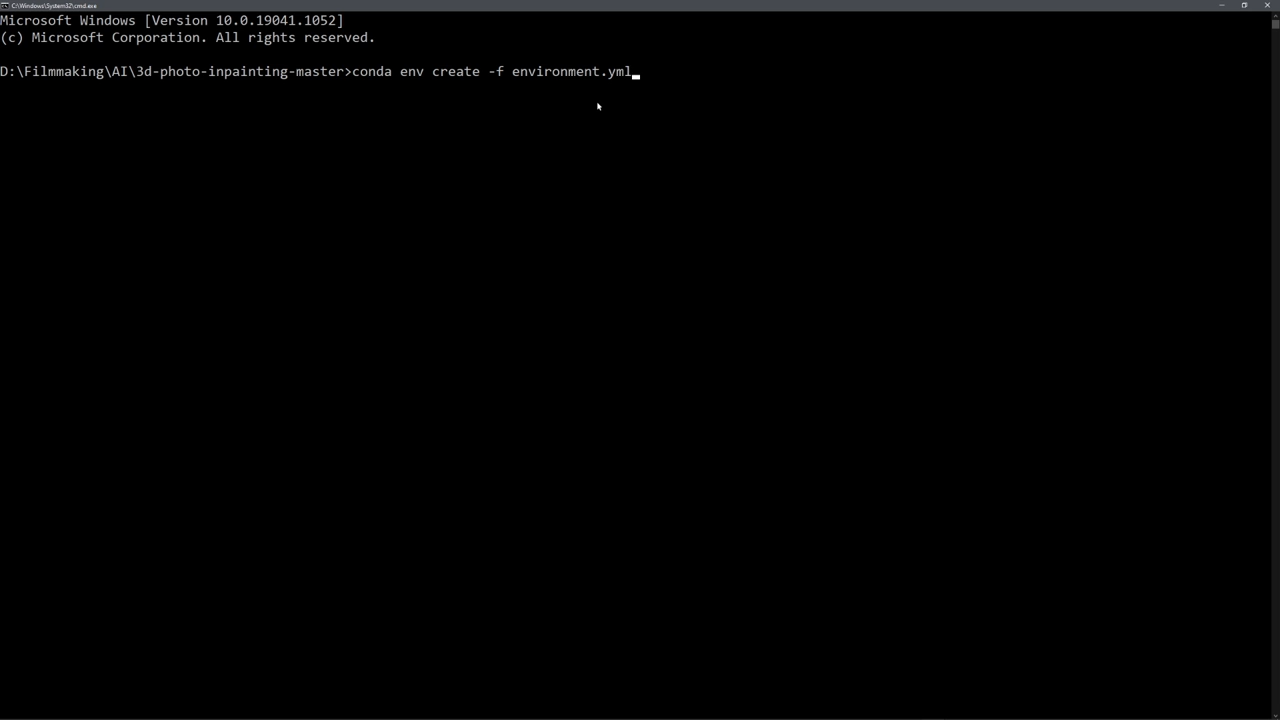 C:\Windows\System32\cmd.exe
Microsoft Windows [Version 10.0.19041.1052]
(c) Microsoft Corporation. All rights reserved.
D:\Filmmaking\AI\3d-photo-inpainting-master>conda env create -f environment.yml